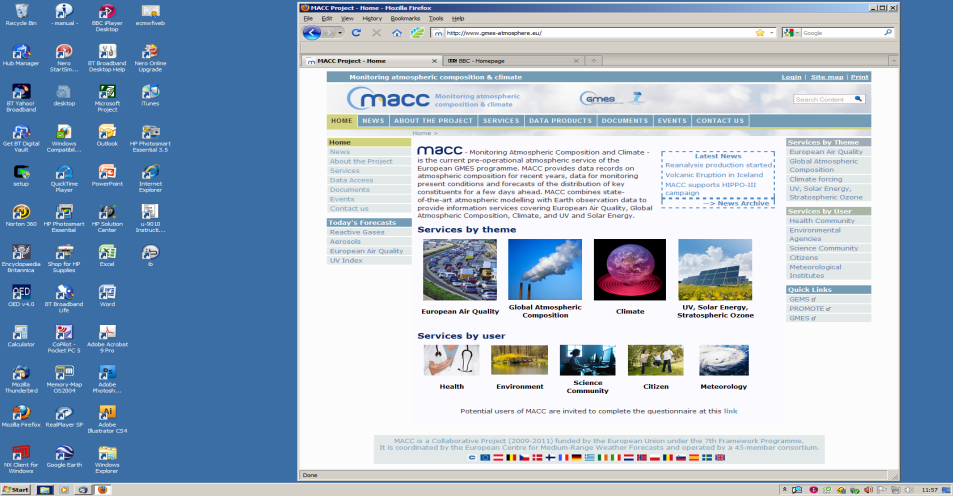 Recycle Bin
- manual -
BBC iPlayer Desktop
ecmwfweb
Hub Manager
Nero StartSm...
BT Broadband Desktop Help
Nero Online Upgrade
BT Yahoo! Broadband
desktop
Microsoft Project
iTunes
Get BT Digital Vault
Windows Compatibil...
Outlook
HP Photosmart Essential 3.5
setup
QuickTime Player
PowerPoint
Internet Explorer
Norton 360
HP Photosmart Essential
HP Solution Center
Instruct...
Encyclopaedia Britannica
Shop for HP Supplies
Excel
OED
OED v4.0
BT Broadband Life
Word
Calculator
CoPilot - Pocket PC 5
Adobe Acrobat 9 Pro
Mozilla Thunderbird
Memory-Map OS2004
Adobe Photosh...
Mozilla Firefox
RealPlayer SP
Adobe Illustrator CS4
NX Client for Windows
Google Earth
Windows Explorer
MACC Project - Home - Mozilla Firefox
File Edit View History Bookmarks Tools Help
http://www.gmes-atmosphere.eu/
Google
MACC Project - Home
BBC - Homepage
Monitoring atmospheric composition & climate
Login | Site map | Print
macc Monitoring atmospheric
composition & climate
Gmes
Search Content
HOME NEWS ABOUT THE PROJECT SERVICES DATA PRODUCTS DOCUMENTS EVENTS CONTACT US
Home >
Home
News
About the Project
Services
Data Access
Documents
Events
Contact us
Today's Forecasts
Reactive Gases
Aerosols
European Air Quality
UV Index
macc - Monitoring Atmospheric Composition and Climate -
is the current pre-operational atmospheric service of the
European GMES programme. MACC provides data records on
atmospheric composition for recent years, data for monitoring
present conditions and forecasts of the distribution of key
constituents for a few days ahead. MACC combines state-
of-the-art atmospheric modelling with Earth observation data to
provide information services covering European Air Quality, Global
Atmospheric Composition, Climate, and UV and Solar Energy.
Latest News
Reanalysis production started
Volcanic Eruption in Iceland
MACC supports HIPPO-III
campaign
--> News Archive
Services by theme
European Air Quality
Global Atmospheric
Composition
Climate
UV, Solar Energy,
Stratospheric Ozone
Services by user
Health
Environment
Science
Community
Citizen
Meteorology
Potential users of MACC are invited to complete the questionnaire at this link
Services by Theme
European Air Quality
Global Atmospheric
Composition
Climate forcing
UV, Solar Energy,
Stratospheric Ozone
Services by User
Health Community
Environmental
Agencies
Science Community
Citizens
Meteorological
Institutes
Quick Links
GEMS
PROMOTE
GMES
MACC is a Collaborative Project (2009-2011) funded by the European Union under the 7th Framework Programme.
It is coordinated by the European Centre for Medium-Range Weather Forecasts and operated by a 45-member consortium.
Done
Start
11:57